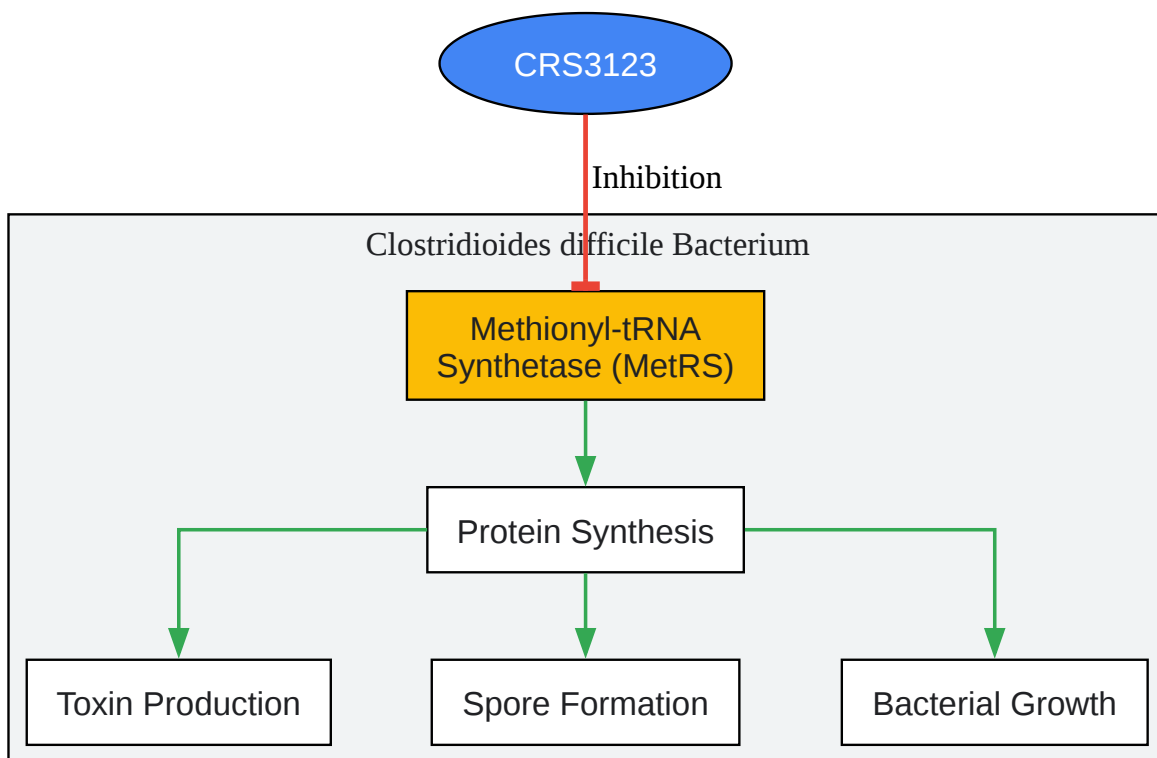 CRS3123
Inhibition
Clostridioides difficile Bacterium
Methionyl-tRNA
Synthetase (MetRS)
Protein Synthesis
Toxin Production
Spore Formation
Bacterial Growth